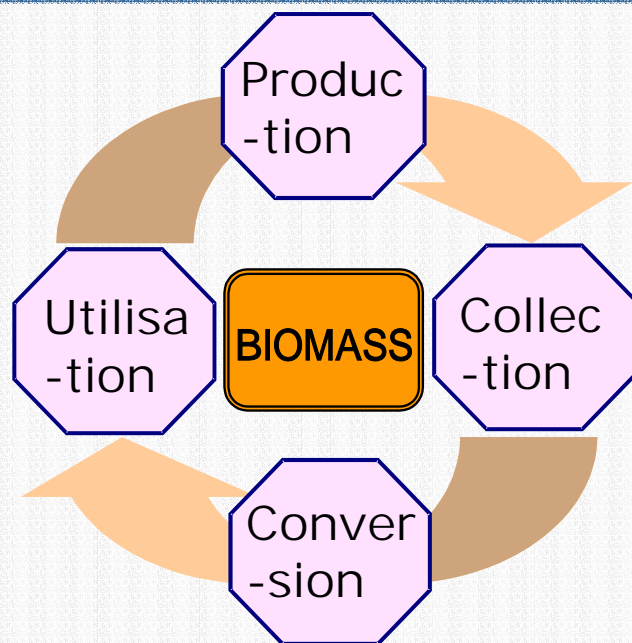 Produc
-tion
Utilisa
-tion
BIOMASS
Collec
-tion
Conver
-sion